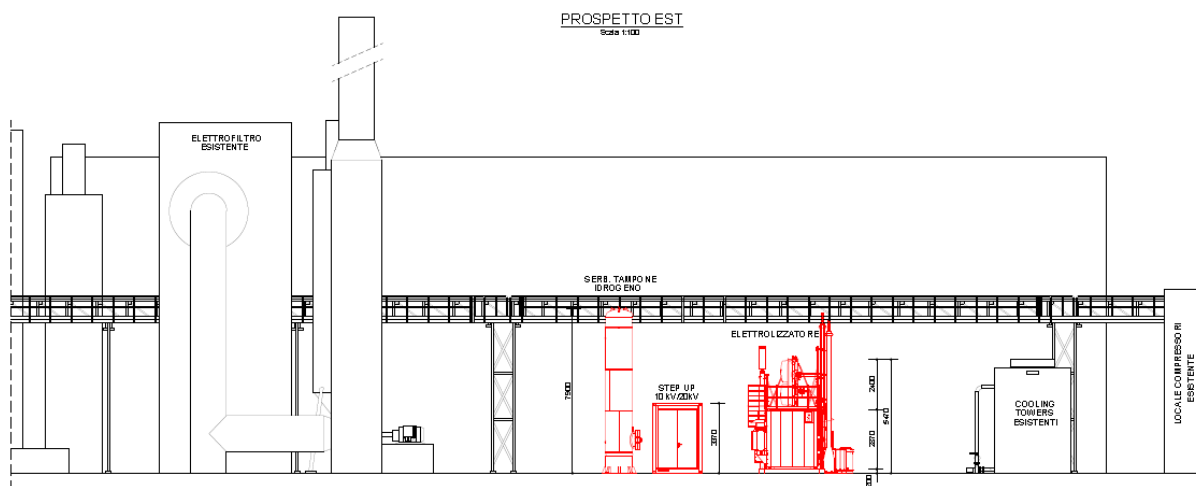 PROSPETTO EST
Scala 1:100
ELETTROFILTRO
ESISTENTE
SERB. TAMPONE
IDROGENO
ELETTROLIZZATORE
STEP UP
10 kV/20kV
7900
2400
2870
5470
COOLING
TOWERS
ESISTENTI
LOCALE COMPRESSORI
ESISTENTE